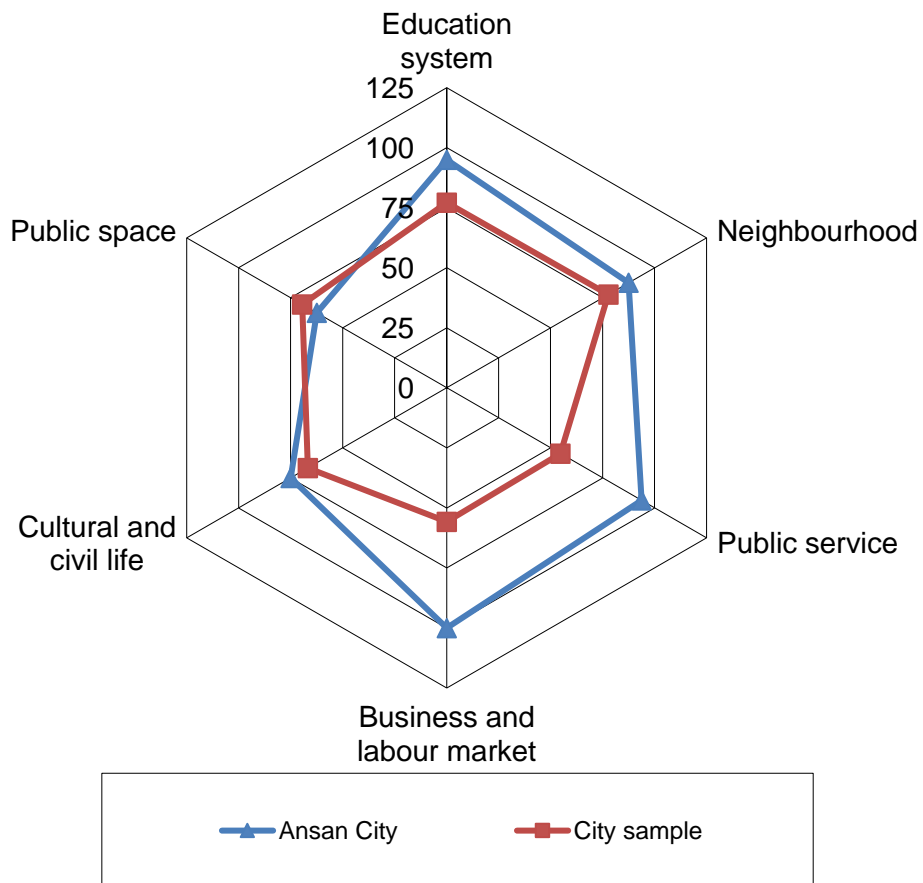 Education
system
125
100
75
50
25
0
Public space
Neighbourhood
Cultural and
civil life
Public service
Business and
labour market
Ansan City
City sample